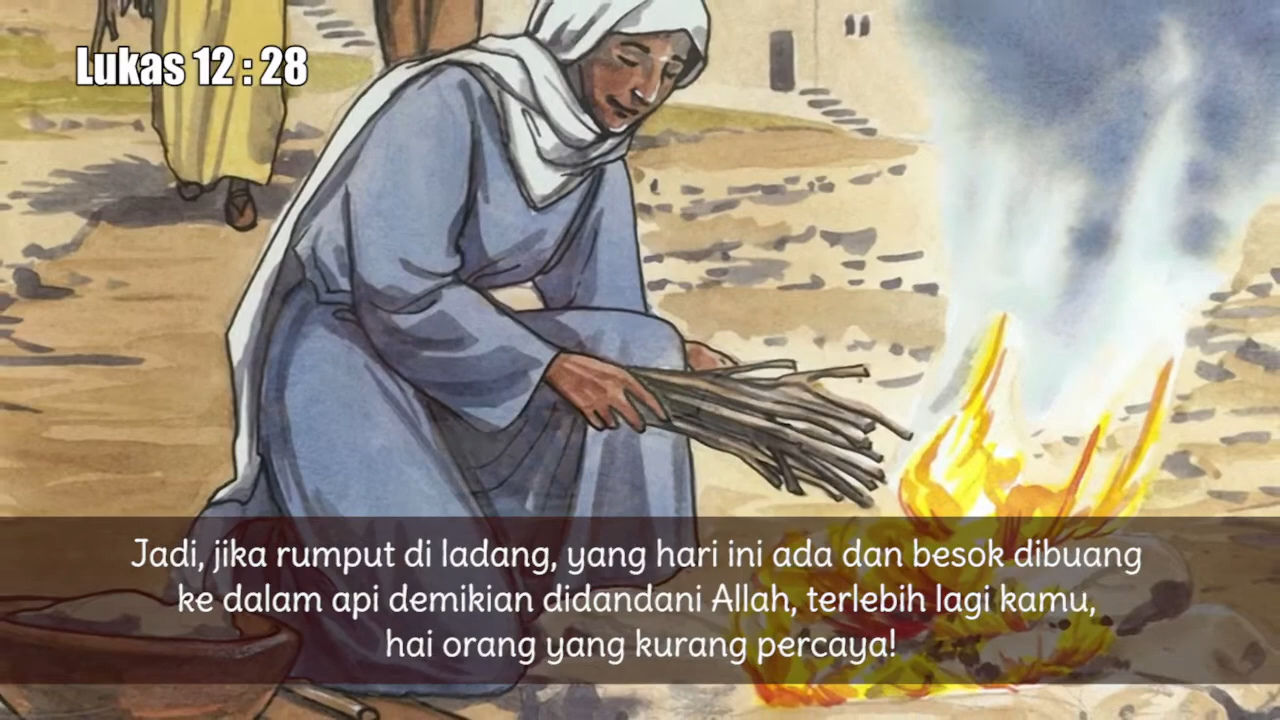 Lukas 12 : 28
Jadi, jika rumput di ladang, yang hari ini ada dan besok dibuang
ke dalam api demikian didandani Allah, terlebih lagi kamu,
hai orang yang kurang percaya!